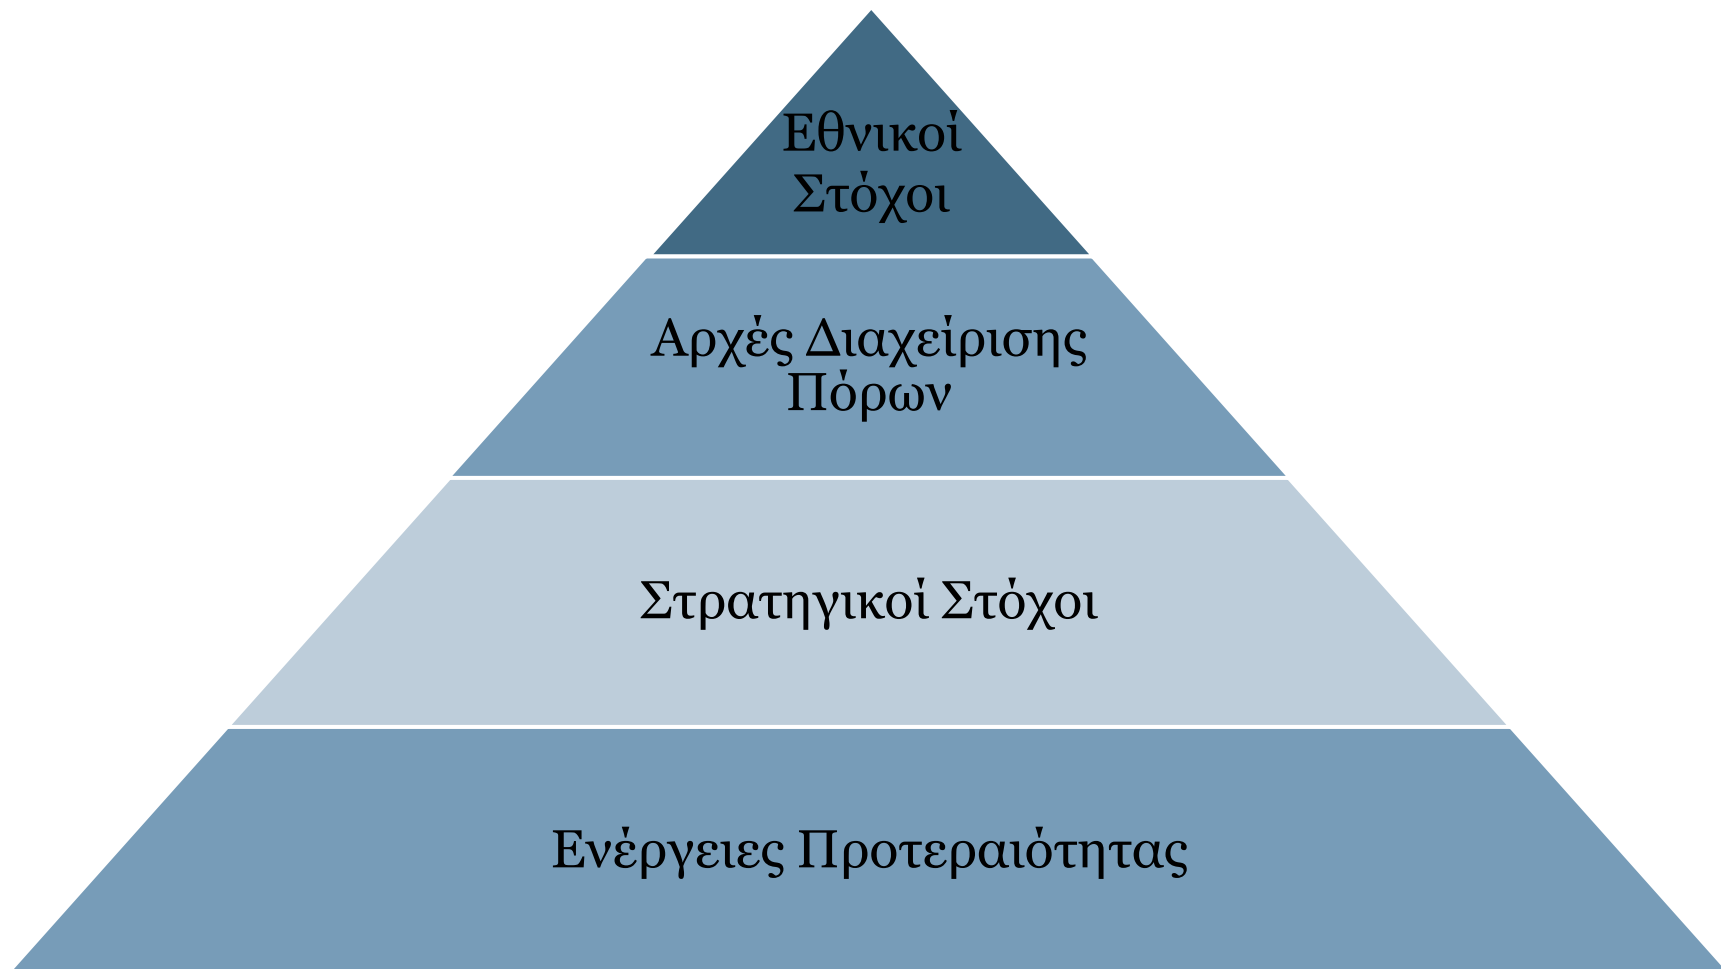 Εθνικοί
Στόχοι
Αρχές Διαχείρισης
Πόρων
Στρατηγικοί Στόχοι
Ενέργειες Προτεραιότητας